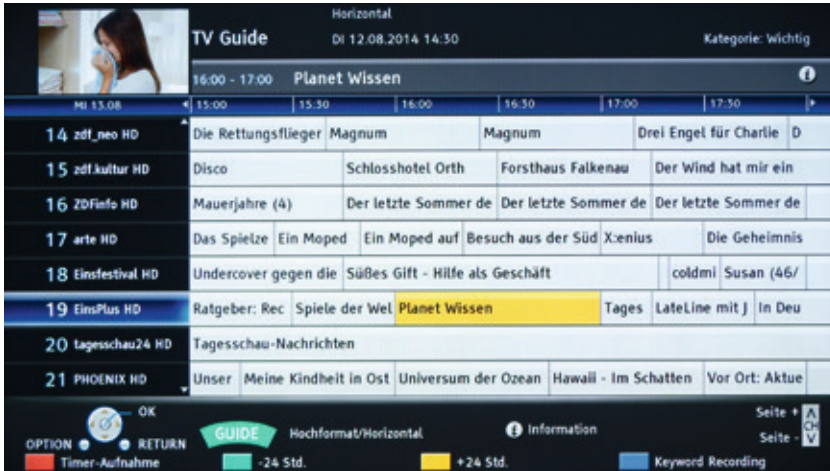 Horizontal
TV Guide DI 12.08.2014 14:30 Kategorie: Wichtig
16:00 - 17:00 Planet Wissen
MI 13.08 15:00 15:30 16:00 16:30 17:00 17:30
14 zdf_neo HD Die Rettungsflieger Magnum Magnum Drei Engel für Charlie D
15 zdf.kultur HD Disco Schlosshotel Orth Forsthaus Falkenau Der Wind hat mir ein
16 ZDFinfo HD Mauerjahre (4) Der letzte Sommer de Der letzte Sommer de Der letzte Sommer de
17 arte HD Das Spielze Ein Moped Ein Moped auf Besuch aus der Süd X:enius Die Geheimnis
18 Einsfestival HD Undercover gegen die Süßes Gift - Hilfe als Geschäft coldmi Susan (46/
19 EinsPlus HD Ratgeber: Rec Spiele der Wel Planet Wissen Tages LateLine mit J In Deu
20 tagesschau24 HD Tagesschau-Nachrichten
21 PHOENIX HD Unser Meine Kindheit in Ost Universum der Ozean Hawaii - Im Schatten Vor Ort: Aktue
OK Seite + CH
GUIDE Hochformat/Horizontal i Information
OPTION RETURN Seite -
Timer-Aufnahme -24 Std. +24 Std. Keyword Recording